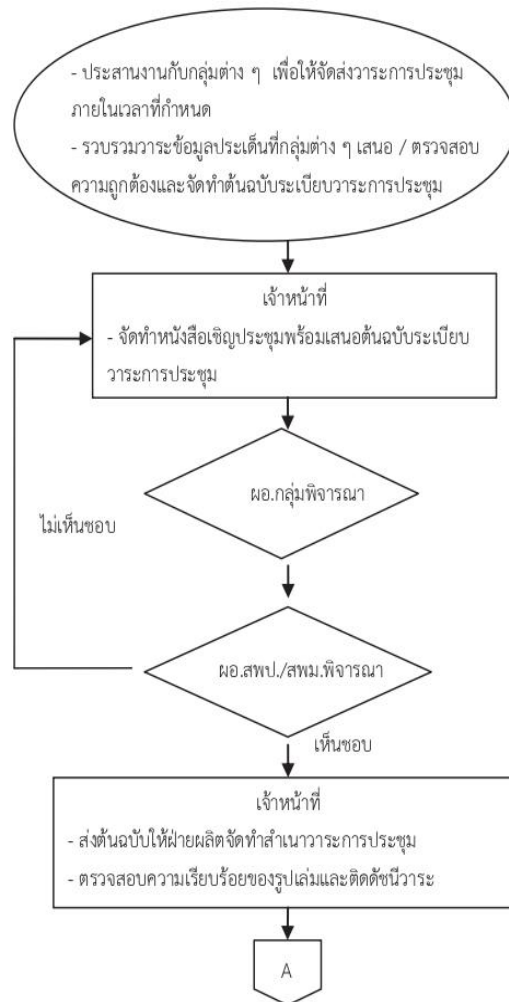 - ประสานงานกับกลุ่มต่าง ๆ เพื่อให้จัดส่งวาระการประชุม
ภายในเวลาที่กำหนด
- รวบรวมวาระข้อมูลประเด็นที่กลุ่มต่าง ๆ เสนอ / ตรวจสอบ
ความถูกต้องและจัดทำต้นฉบับระเบียบวาระการประชุม
เจ้าหน้าที่
- จัดทำหนังสือเชิญประชุมพร้อมเสนอต้นฉบับระเบียบ
วาระการประชุม
ผอ.กลุ่มพิจารณา
ไม่เห็นชอบ
ผอ.สพป./สพม.พิจารณา
เห็นชอบ
เจ้าหน้าที่
- ส่งต้นฉบับให้ฝ่ายผลิตจัดทำสำเนาวาระการประชุม
- ตรวจสอบความเรียบร้อยของรูปเล่มและติดดัชนีวาระ
A